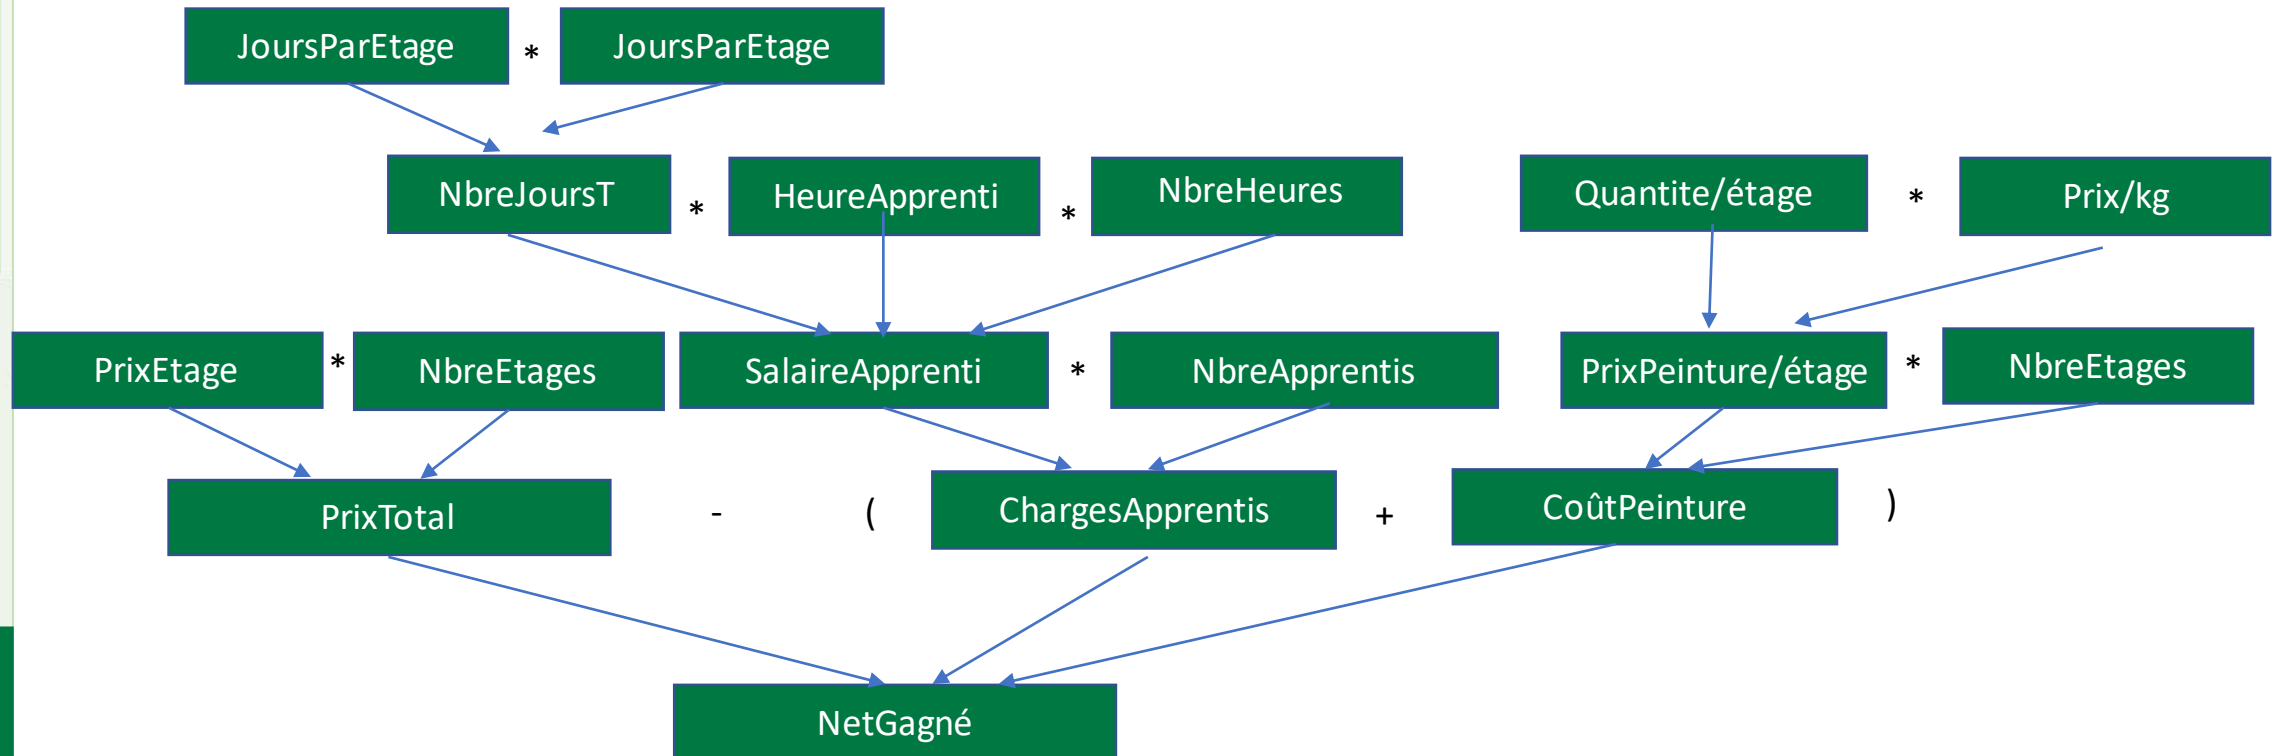 JoursParEtage * JoursParEtage
NbreJoursT * HeureApprenti * NbreHeures Quantite/étage * Prix/kg
PrixEtage * NbreEtages SalaireApprenti * NbreApprentis PrixPeinture/étage * NbreEtages
PrixTotal - ( ChargesApprentis + CoûtPeinture )
NetGagné